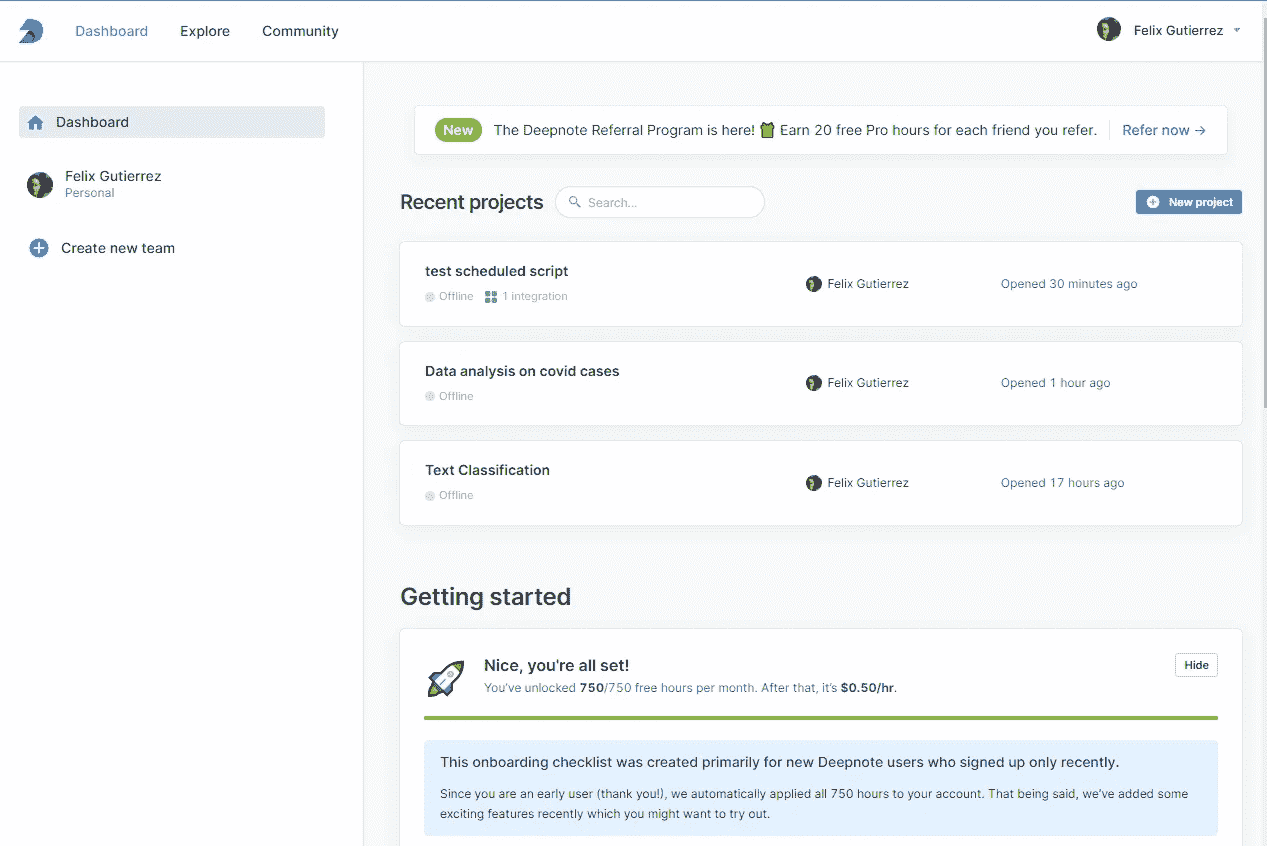 Dashboard Explore Community Felix Gutierrez
Dashboard
Felix Gutierrez
Personal
Create new team
New The Deepnote Referral Program is here! Earn 20 free Pro hours for each friend you refer. Refer now →
Recent projects Search... New project
test scheduled script
Offline 1 integration
Felix Gutierrez
Opened 30 minutes ago
Data analysis on covid cases
Offline
Felix Gutierrez
Opened 1 hour ago
Text Classification
Offline
Felix Gutierrez
Opened 17 hours ago
Getting started
Nice, you're all set!
You've unlocked 750/750 free hours per month. After that, it's $0.50/hr.
Hide
This onboarding checklist was created primarily for new Deepnote users who signed up only recently.
Since you are an early user (thank you!), we automatically applied all 750 hours to your account. That being said, we've added some
exciting features recently which you might want to try out.